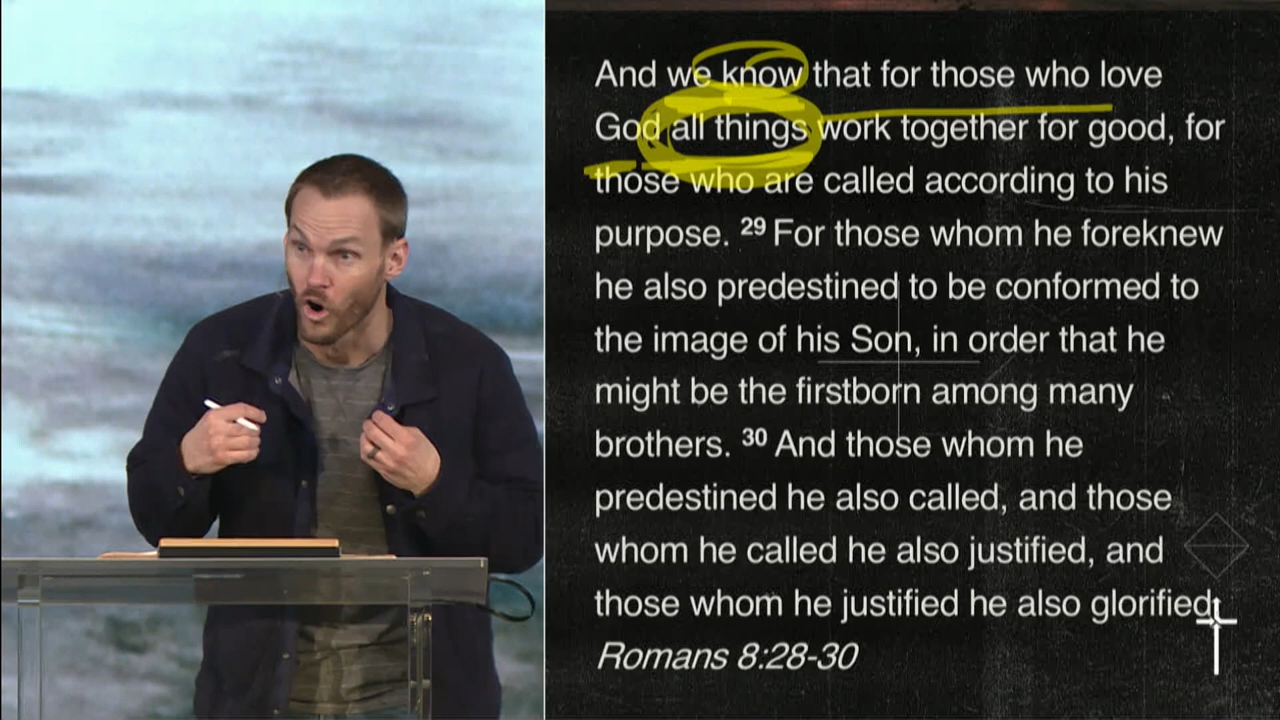 And we know that for those who love
God all things work together for good, for
those who are called according to his
purpose. 29 For those whom he foreknew
he also predestined to be conformed to
the image of his Son, in order that he
might be the firstborn among many
brothers. 30 And those whom he
predestined he also called, and those
whom he called he also justified, and
those whom he justified he also glorified.
Romans 8:28-30